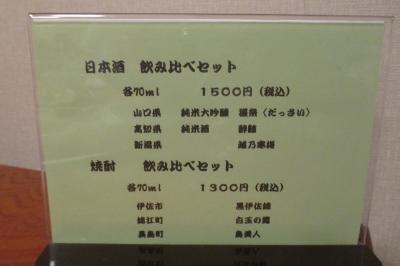 日本酒 飲み比べセット
各70ml 1500円（税込）
山口県 純米大吟醸 獺祭〈だっさい〉
高知県 純米酒 酔鯨
新潟県 越乃寒梅
焼酎 飲み比べセット
各70ml 1300円（税込）
伊佐市 黒伊佐錦
錦江町 白玉の露
長島町 島美人